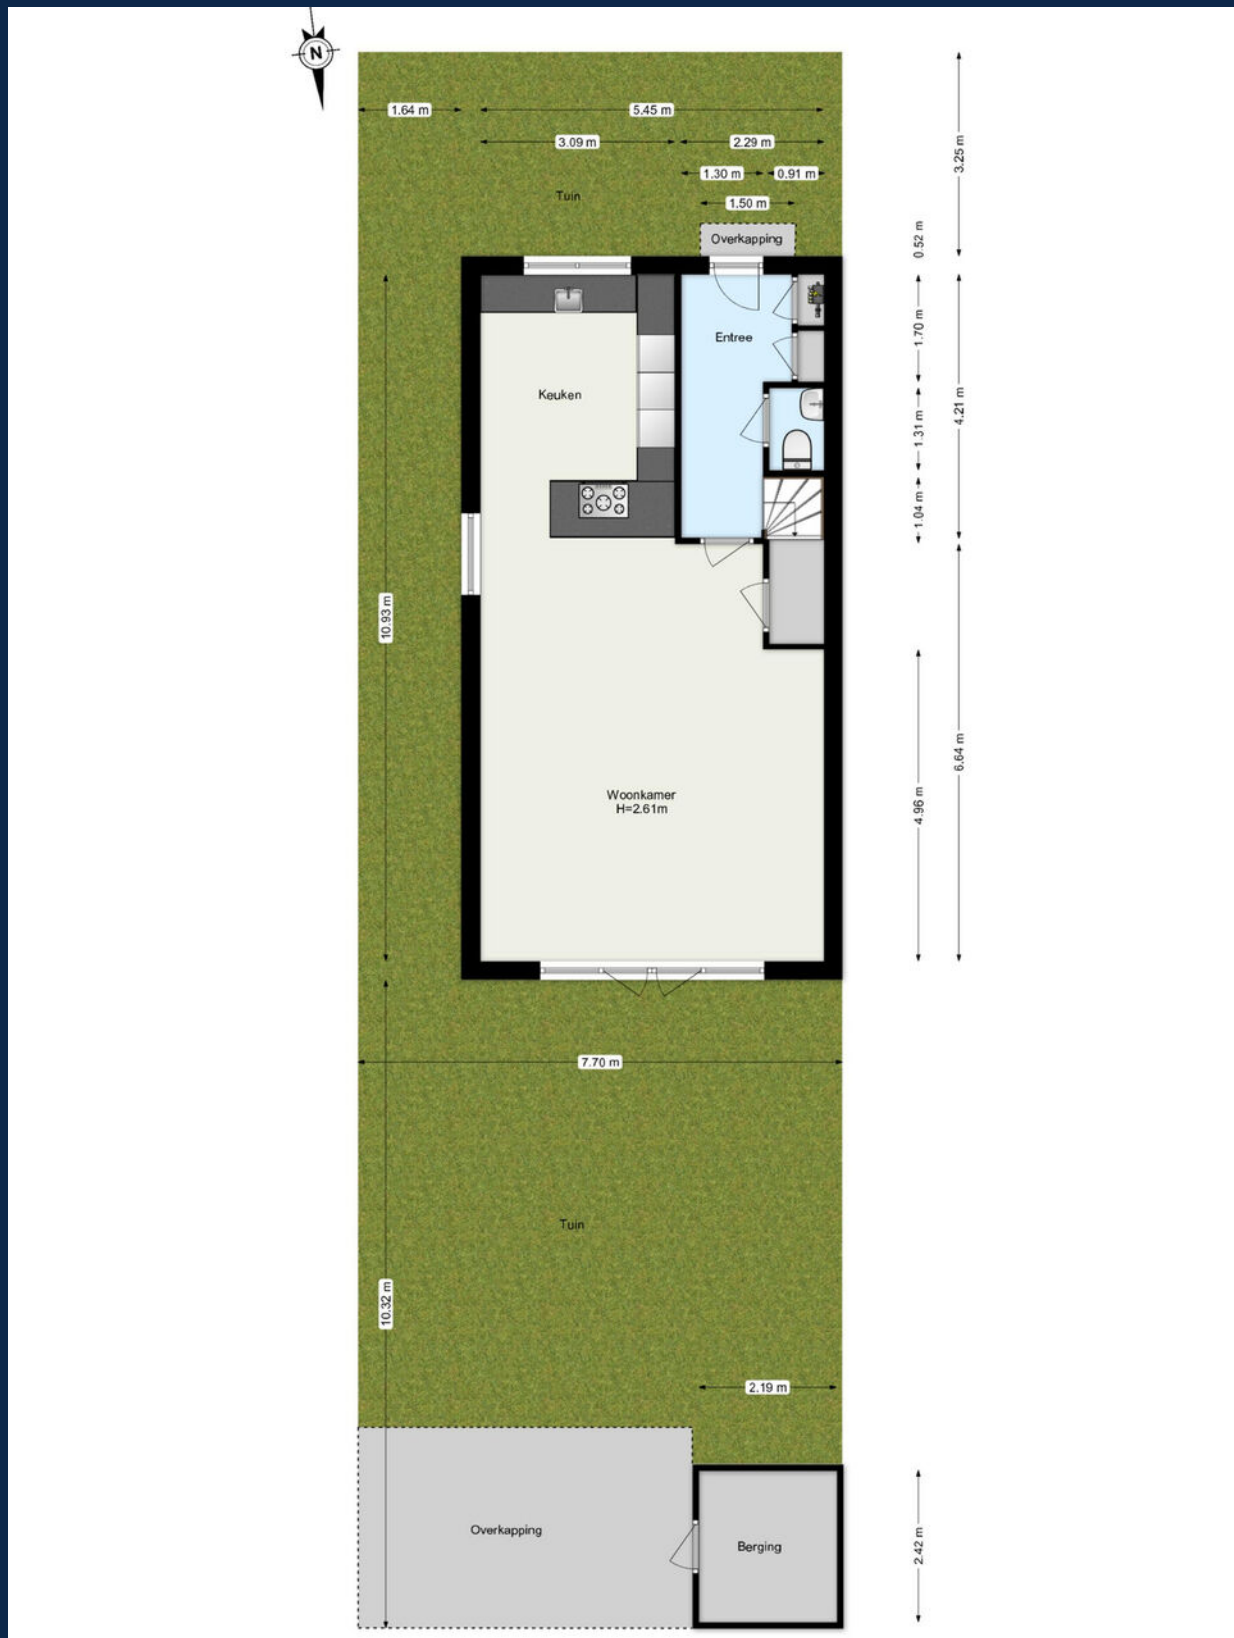 N
1.64 m
5.45 m
3.09 m
2.29 m
1.30 m
0.91 m
1.50 m
Tuin
Overkapping
3.25 m
0.52 m
Entree
Keuken
1.70 m
1.31 m
1.04 m
4.21 m
10.93 m
Woonkamer
H=2.61m
4.96 m
6.64 m
7.70 m
Tuin
10.32 m
2.19 m
Overkapping
Berging
2.42 m